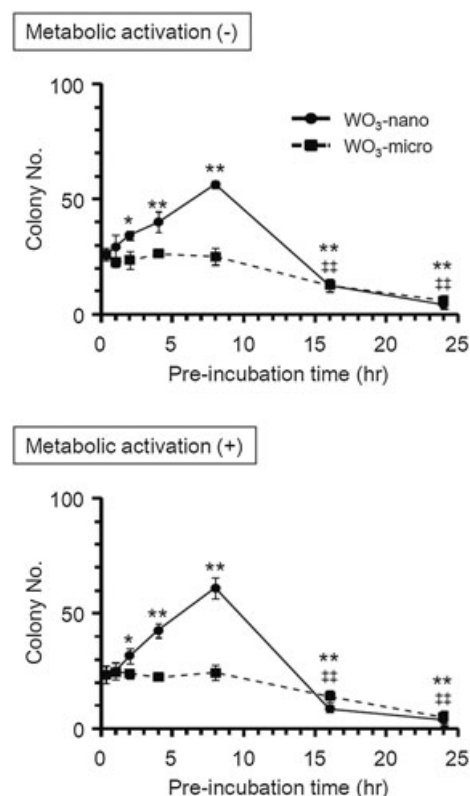 Metabolic activation (-)
100
WO₃-nano
WO₃-micro
**
**
*
50
**
‡‡
**
‡‡
0
0 5 10 15 20 25
Colony No.
Pre-incubation time (hr)
Metabolic activation (+)
100
**
**
*
50
**
‡‡
**
‡‡
0
0 5 10 15 20 25
Colony No.
Pre-incubation time (hr)